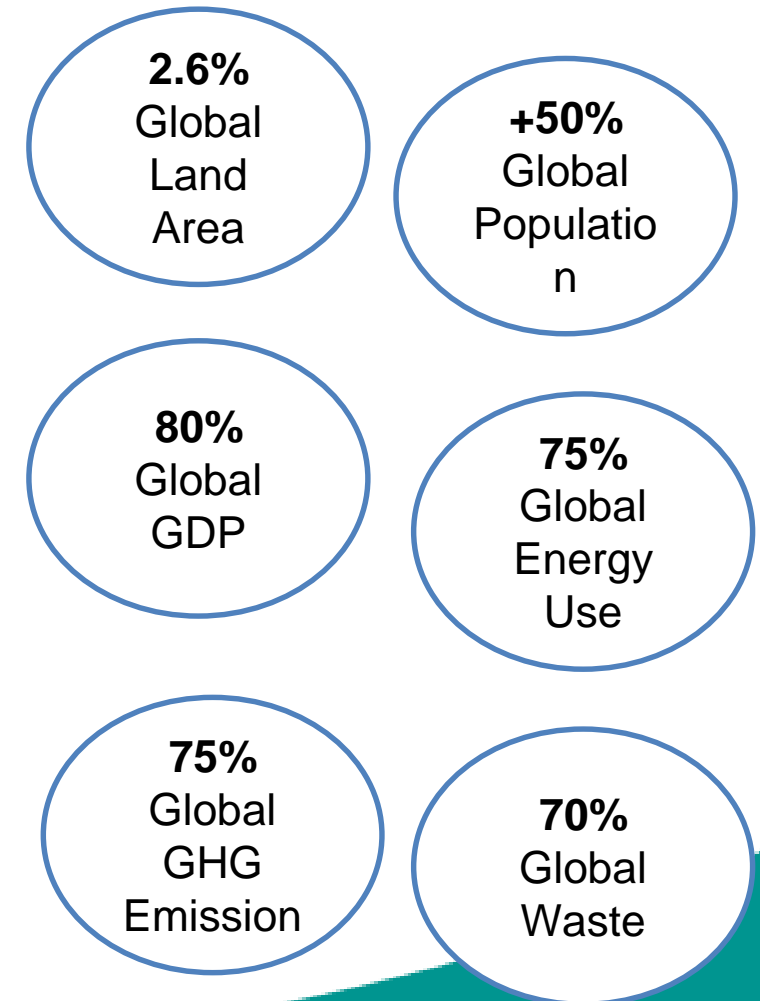 2.6%
Global
Land
Area
+50%
Global
Populatio
n
80%
Global
GDP
75%
Global
Energy
Use
75%
Global
GHG
Emission
70%
Global
Waste